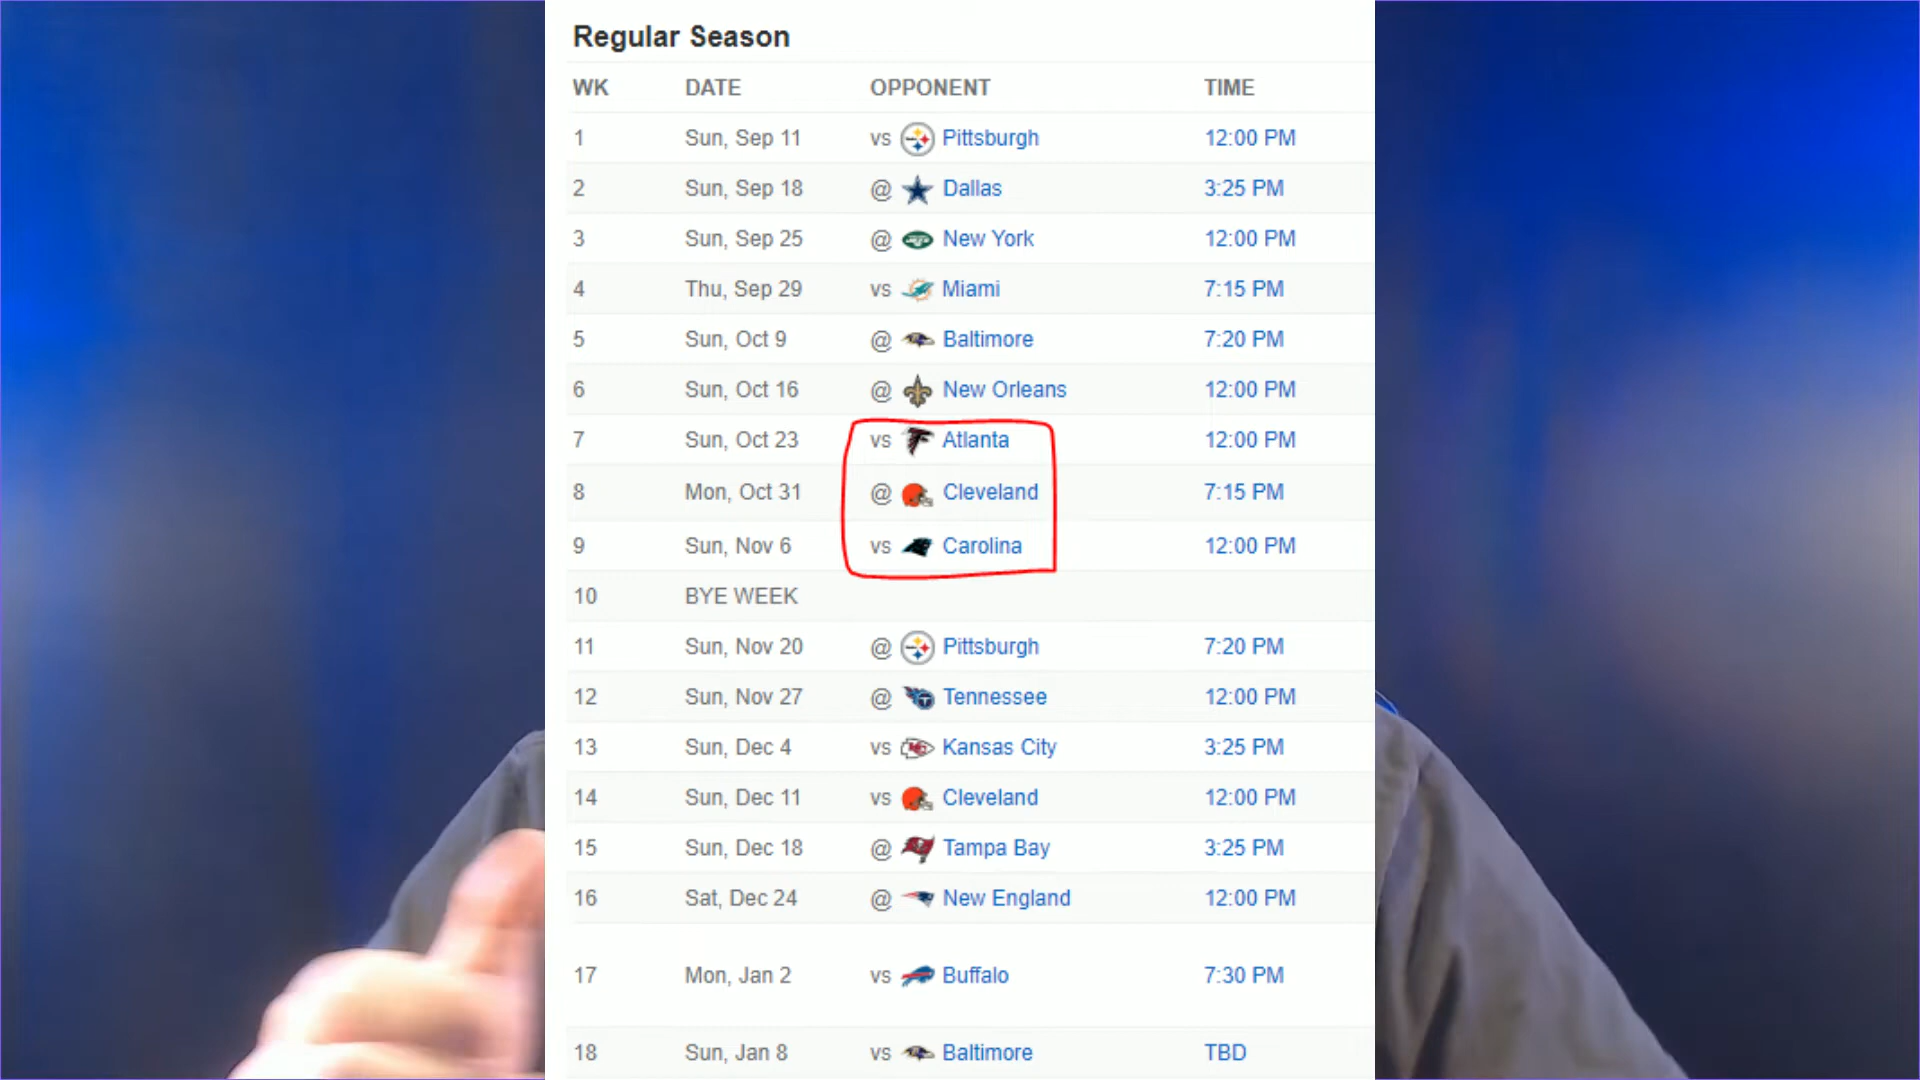 Regular Season
WK DATE OPPONENT TIME
1 Sun, Sep 11 vs Pittsburgh 12:00 PM
2 Sun, Sep 18 @ Dallas 3:25 PM
3 Sun, Sep 25 @ New York 12:00 PM
4 Thu, Sep 29 vs Miami 7:15 PM
5 Sun, Oct 9 @ Baltimore 7:20 PM
6 Sun, Oct 16 @ New Orleans 12:00 PM
7 Sun, Oct 23 vs Atlanta 12:00 PM
8 Mon, Oct 31 @ Cleveland 7:15 PM
9 Sun, Nov 6 vs Carolina 12:00 PM
10 BYE WEEK
11 Sun, Nov 20 @ Pittsburgh 7:20 PM
12 Sun, Nov 27 @ Tennessee 12:00 PM
13 Sun, Dec 4 vs Kansas City 3:25 PM
14 Sun, Dec 11 vs Cleveland 12:00 PM
15 Sun, Dec 18 @ Tampa Bay 3:25 PM
16 Sat, Dec 24 @ New England 12:00 PM
17 Mon, Jan 2 vs Buffalo 7:30 PM
18 Sun, Jan 8 vs Baltimore TBD